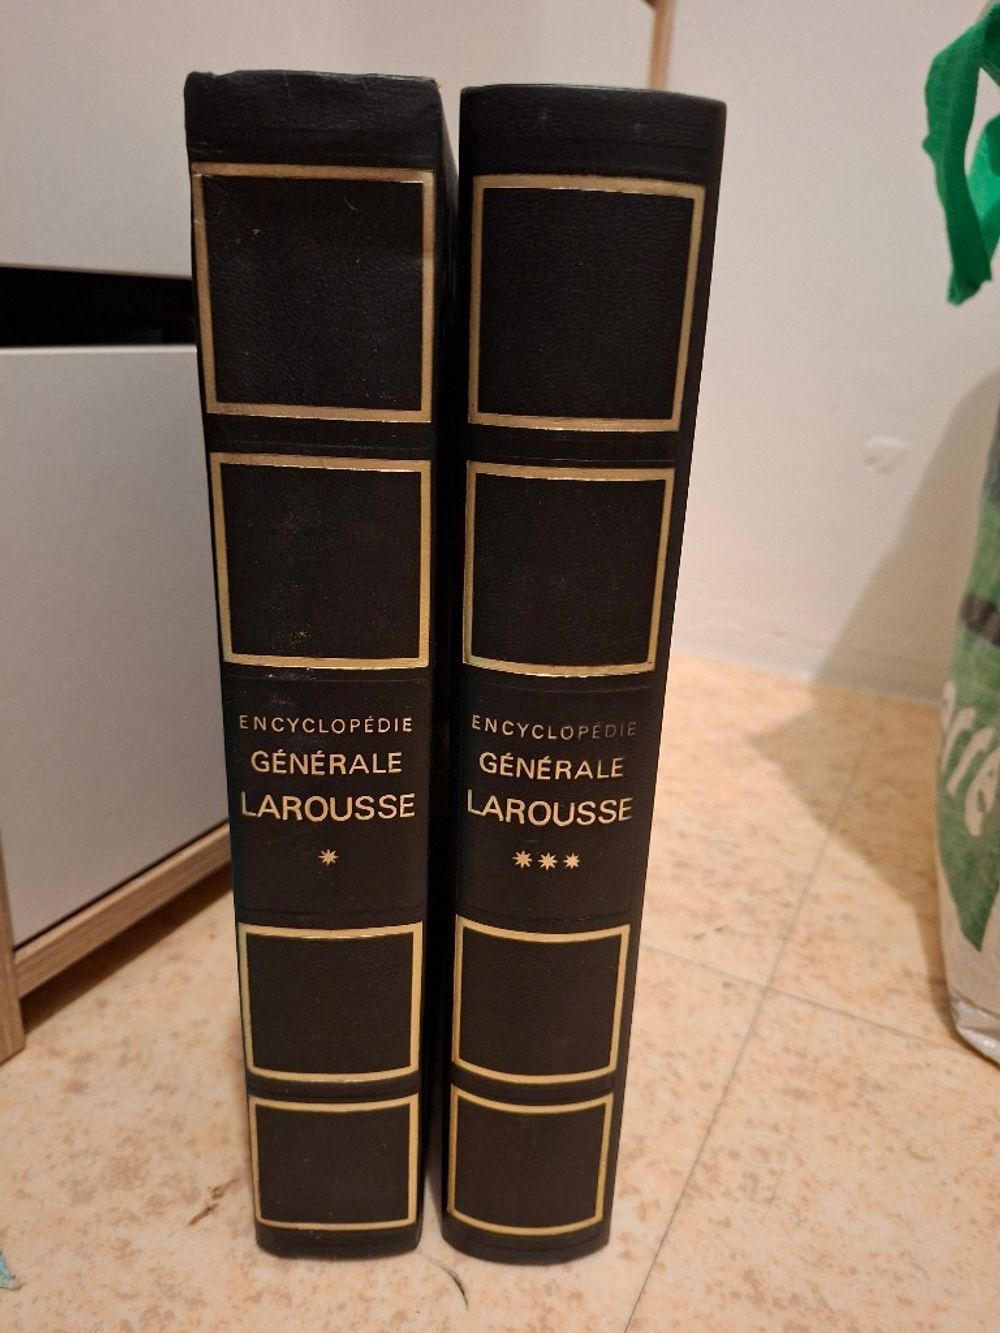 ENCYCLOPÉDIE
GÉNÉRALE
LAROUSSE
*
ENCYCLOPÉDIE
GÉNÉRALE
LAROUSSE
***